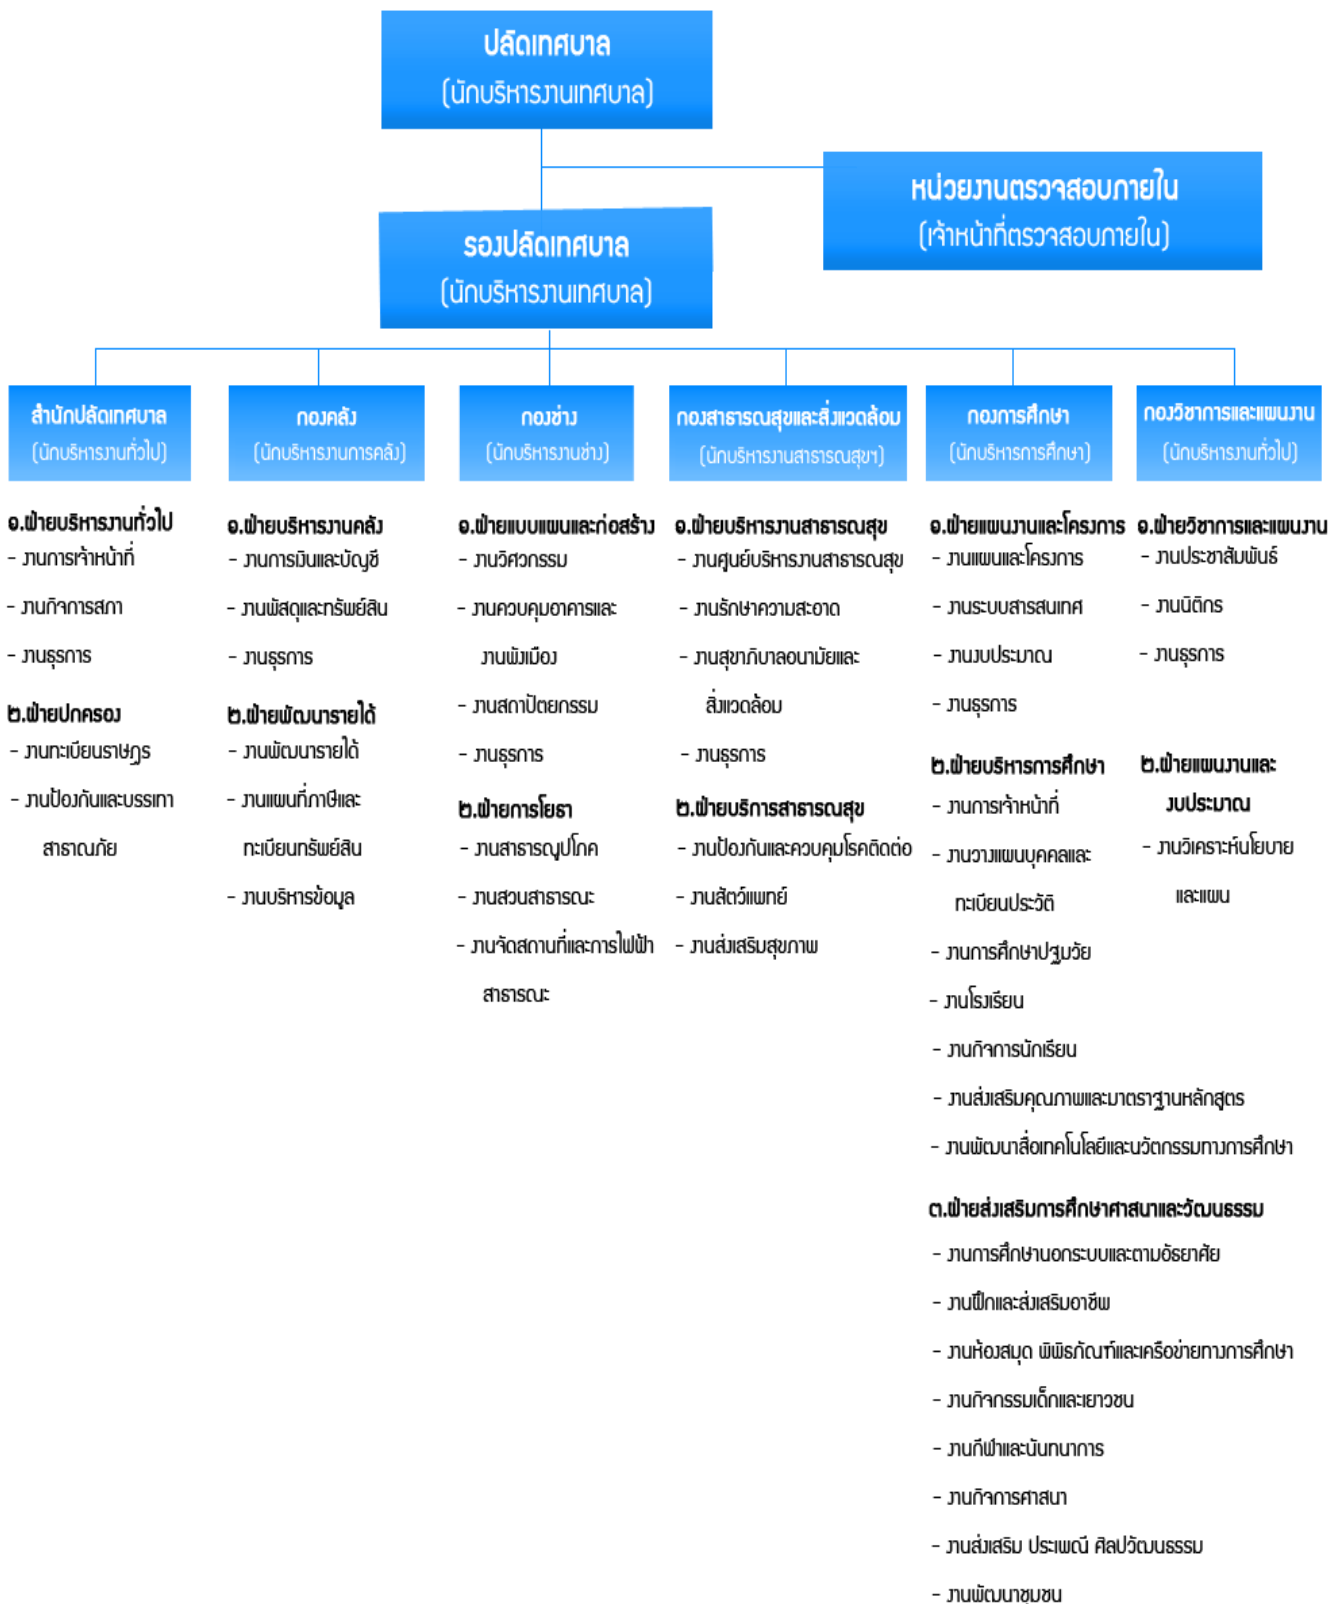 ปลัดเทศบาล
(นักบริหารงานเทศบาล)
หน่วยงานตรวจสอบภายใน
(เจ้าหน้าที่ตรวจสอบภายใน)
รองปลัดเทศบาล
(นักบริหารงานเทศบาล)
สำนักปลัดเทศบาล
(นักบริหารงานทั่วไป)
๑.ฝ่ายบริหารงานทั่วไป
- งานการเจ้าหน้าที่
- งานกิจการสภา
- งานธุรการ
๒.ฝ่ายปกครอง
- งานทะเบียนราษฎร
- งานป้องกันและบรรเทา
สาธาณภัย
กองคลัง
(นักบริหารงานการคลัง)
๑.ฝ่ายบริหารงานคลัง
- งานการเงินและบัญชี
- งานพัสดุและทรัพย์สิน
- งานธุรการ
๒.ฝ่ายพัฒนารายได้
- งานพัฒนารายได้
- งานแผนที่ภาษีและ
ทะเบียนทรัพย์สิน
- งานบริหารข้อมูล
กองช่าง
(นักบริหารงานช่าง)
๑.ฝ่ายแบบแผนและก่อสร้าง
- งานวิศวกรรม
- งานควบคุมอาคารและ
งานผังเมือง
- งานสถาปัตยกรรม
- งานธุรการ
๒.ฝ่ายการโยธา
- งานสาธารณูปโภค
- งานสวนสาธารณะ
- งานจัดสถานที่และการไฟฟ้า
สาธารณะ
กองสาธารณสุขและสิ่งแวดล้อม
(นักบริหารงานสาธารณสุขฯ)
๑.ฝ่ายบริหารงานสาธารณสุข
- งานศูนย์บริหารงานสาธารณสุข
- งานรักษาความสะอาด
- งานสุขาภิบาลอนามัยและ
สิ่งแวดล้อม
- งานธุรการ
๒.ฝ่ายบริการสาธารณสุข
- งานป้องกันและควบคุมโรคติดต่อ
- งานสัตว์แพทย์
- งานส่งเสริมสุขภาพ
กองการศึกษา
(นักบริหารการศึกษา)
๑.ฝ่ายแผนงานและโครงการ
- งานแผนและโครงการ
- งานระบบสารสนเทศ
- งานงบประมาณ
- งานธุรการ
๒.ฝ่ายบริหารการศึกษา
- งานการเจ้าหน้าที่
- งานวางแผนบุคคลและ
ทะเบียนประวัติ
- งานการศึกษาปฐมวัย
- งานโรงเรียน
- งานกิจการนักเรียน
- งานส่งเสริมคุณภาพและมาตราฐานหลักสูตร
- งานพัฒนาสื่อเทคโนโลยีและนวัตกรรมทางการศึกษา
๓.ฝ่ายส่งเสริมการศึกษาศาสนาและวัฒนธรรม
- งานการศึกษานอกระบบและตามอัธยาศัย
- งานฝึกและส่งเสริมอาชีพ
- งานห้องสมุด พิพิธภัณฑ์และเครือข่ายทางการศึกษา
- งานกิจกรรมเด็กและเยาวชน
- งานกีฬาและนันทนาการ
- งานกิจการศาสนา
- งานส่งเสริม ประเพณี ศิลปวัฒนธรรม
- งานพัฒนาชุมชน
กองวิชาการและแผนงาน
(นักบริหารงานทั่วไป)
๑.ฝ่ายวิชาการและแผนงาน
- งานประชาสัมพันธ์
- งานนิติกร
- งานธุรการ
๒.ฝ่ายแผนงานและ
งบประมาณ
- งานวิเคราะห์นโยบาย
และแผน